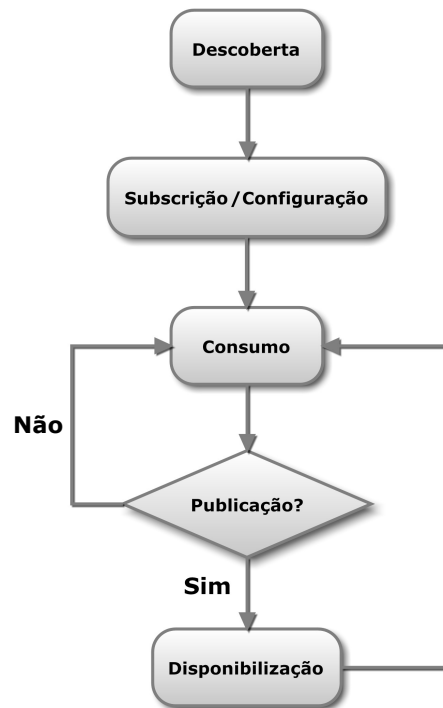 Descoberta
Subscrição/Configuração
Consumo
Não
Publicação?
Sim
Disponibilização